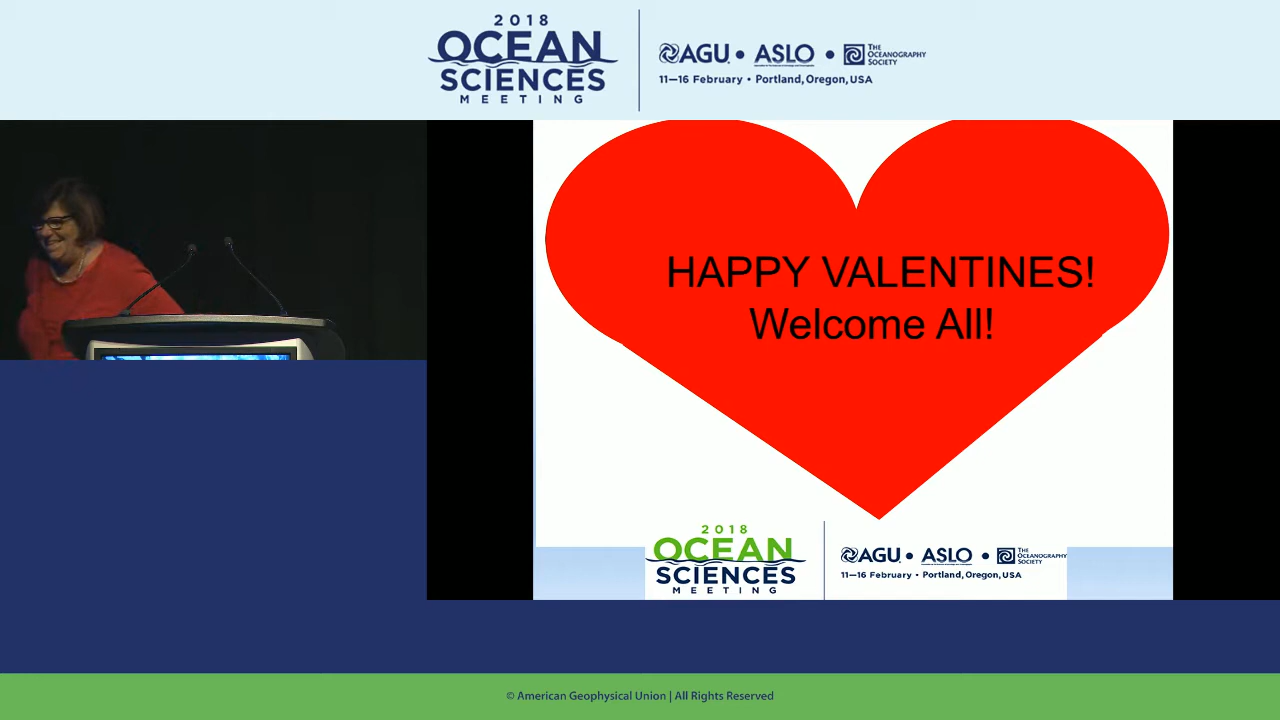 2018
OCEAN
SCIENCES
MEETING
AGU • ASLO • THE OCEANOGRAPHY SOCIETY
11—16 February • Portland, Oregon, USA
HAPPY VALENTINES!
Welcome All!
2018
OCEAN
SCIENCES
MEETING
AGU • ASLO • THE OCEANOGRAPHY SOCIETY
11—16 February • Portland, Oregon, USA
© American Geophysical Union | All Rights Reserved